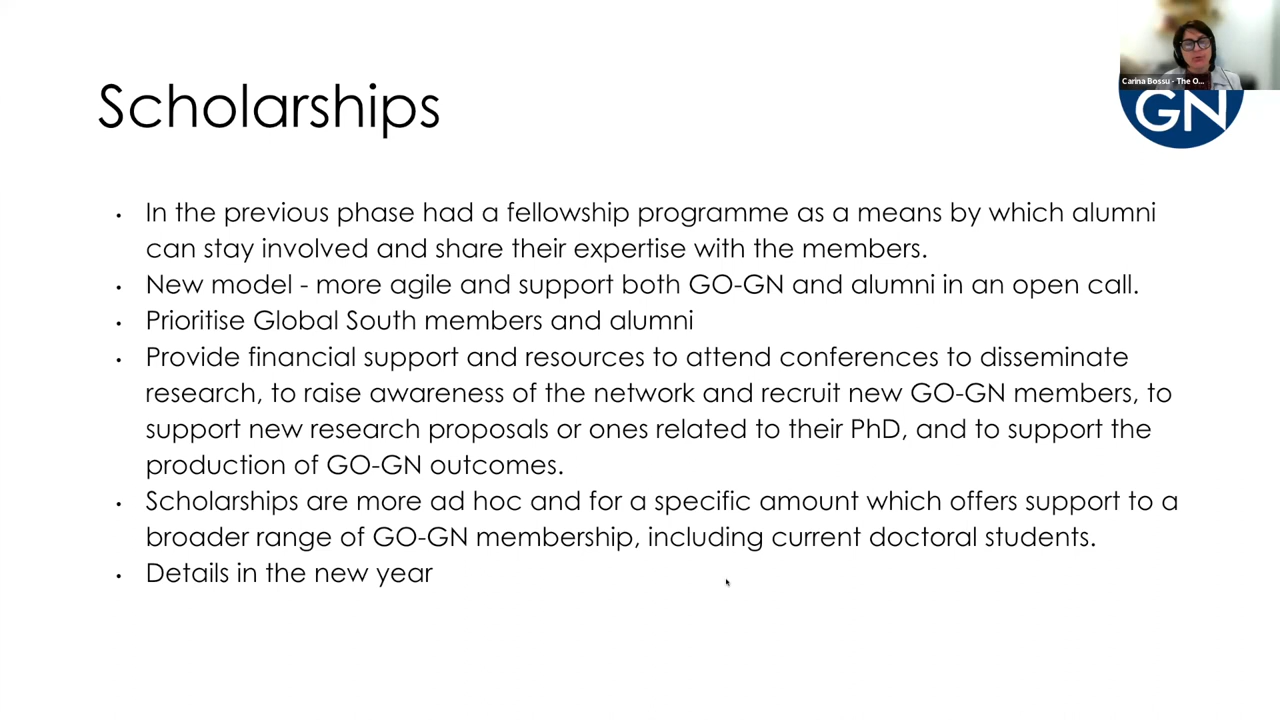 Carina Bossu - The O...
GN
Scholarships
• In the previous phase had a fellowship programme as a means by which alumni
can stay involved and share their expertise with the members.
• New model - more agile and support both GO-GN and alumni in an open call.
• Prioritise Global South members and alumni
• Provide financial support and resources to attend conferences to disseminate
research, to raise awareness of the network and recruit new GO-GN members, to
support new research proposals or ones related to their PhD, and to support the
production of GO-GN outcomes.
• Scholarships are more ad hoc and for a specific amount which offers support to a
broader range of GO-GN membership, including current doctoral students.
• Details in the new year